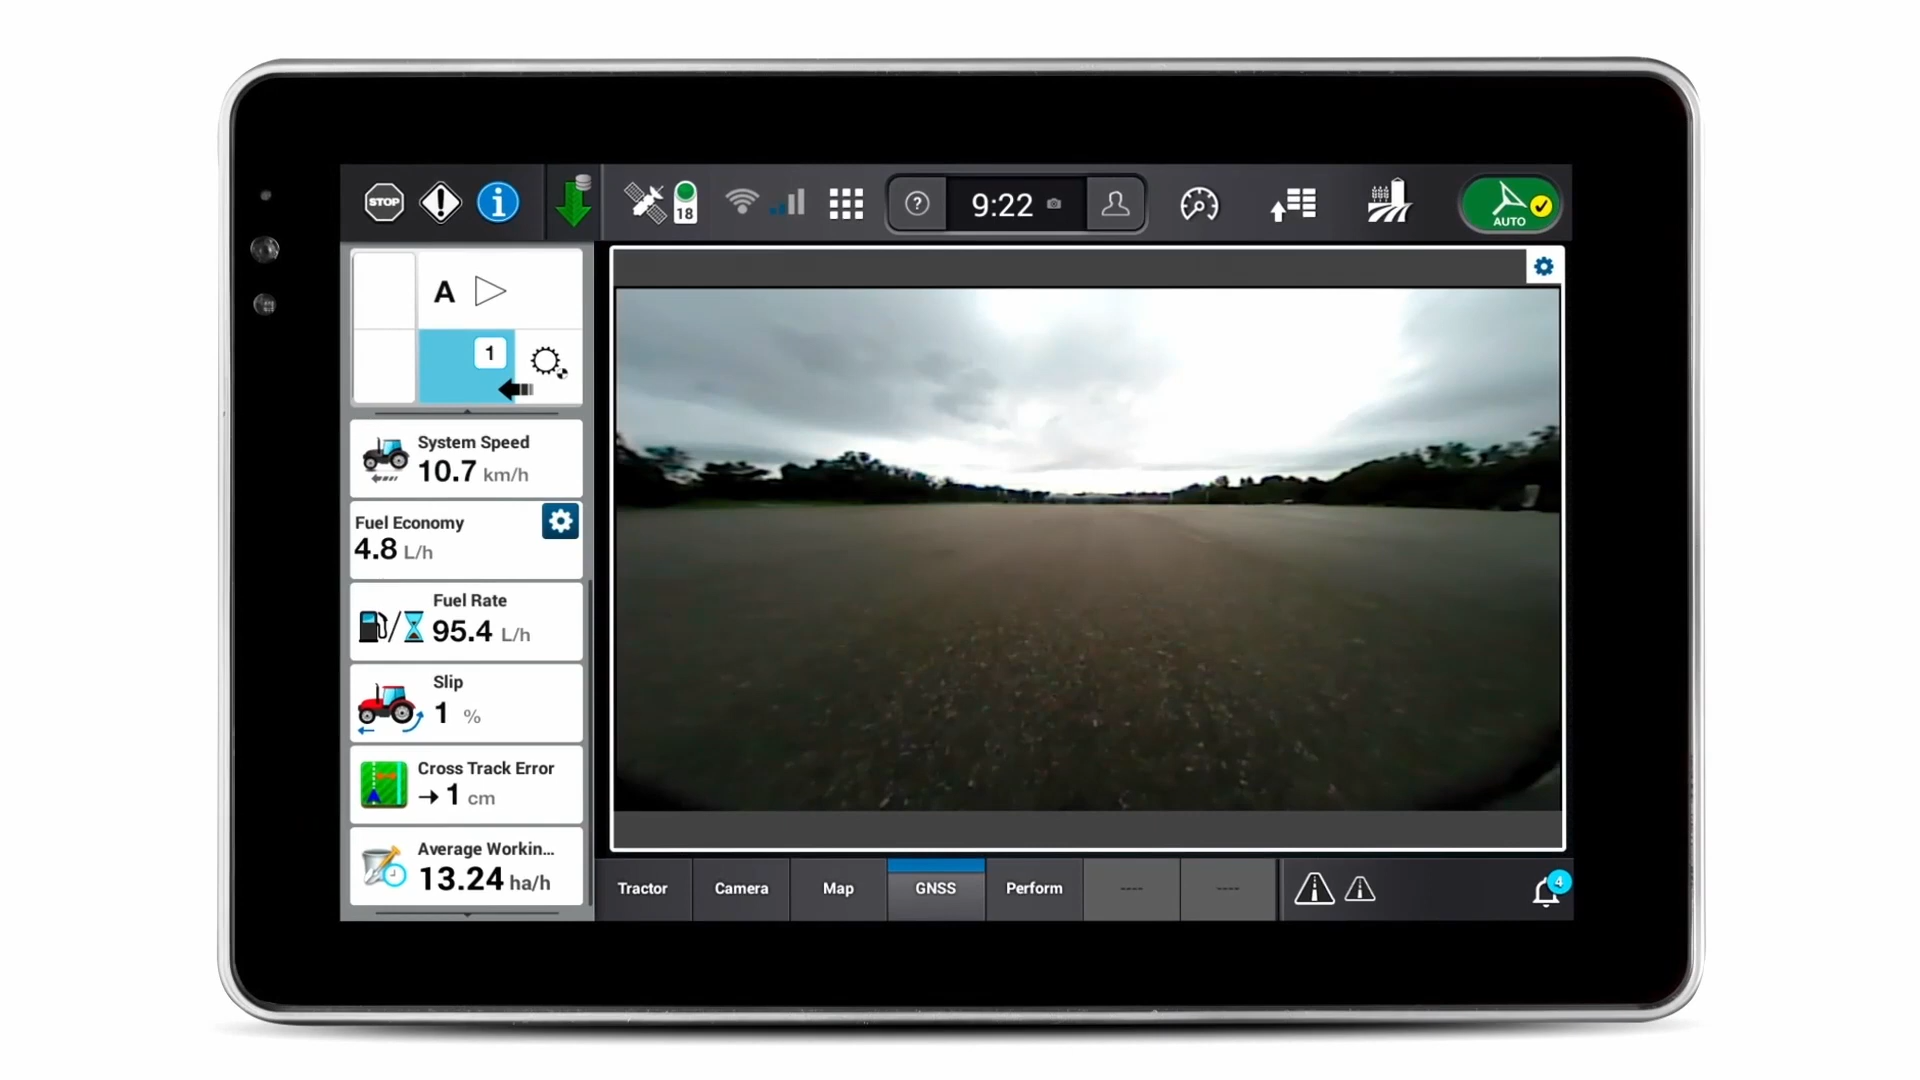 STOP
18
?
9:22
AUTO
A
1
System Speed
10.7 km/h
Fuel Economy
4.8 L/h
Fuel Rate
95.4 L/h
Slip
1 %
Cross Track Error
→ 1 cm
Average Workin...
13.24 ha/h
Tractor
Camera
Map
GNSS
Perform
----
----
4